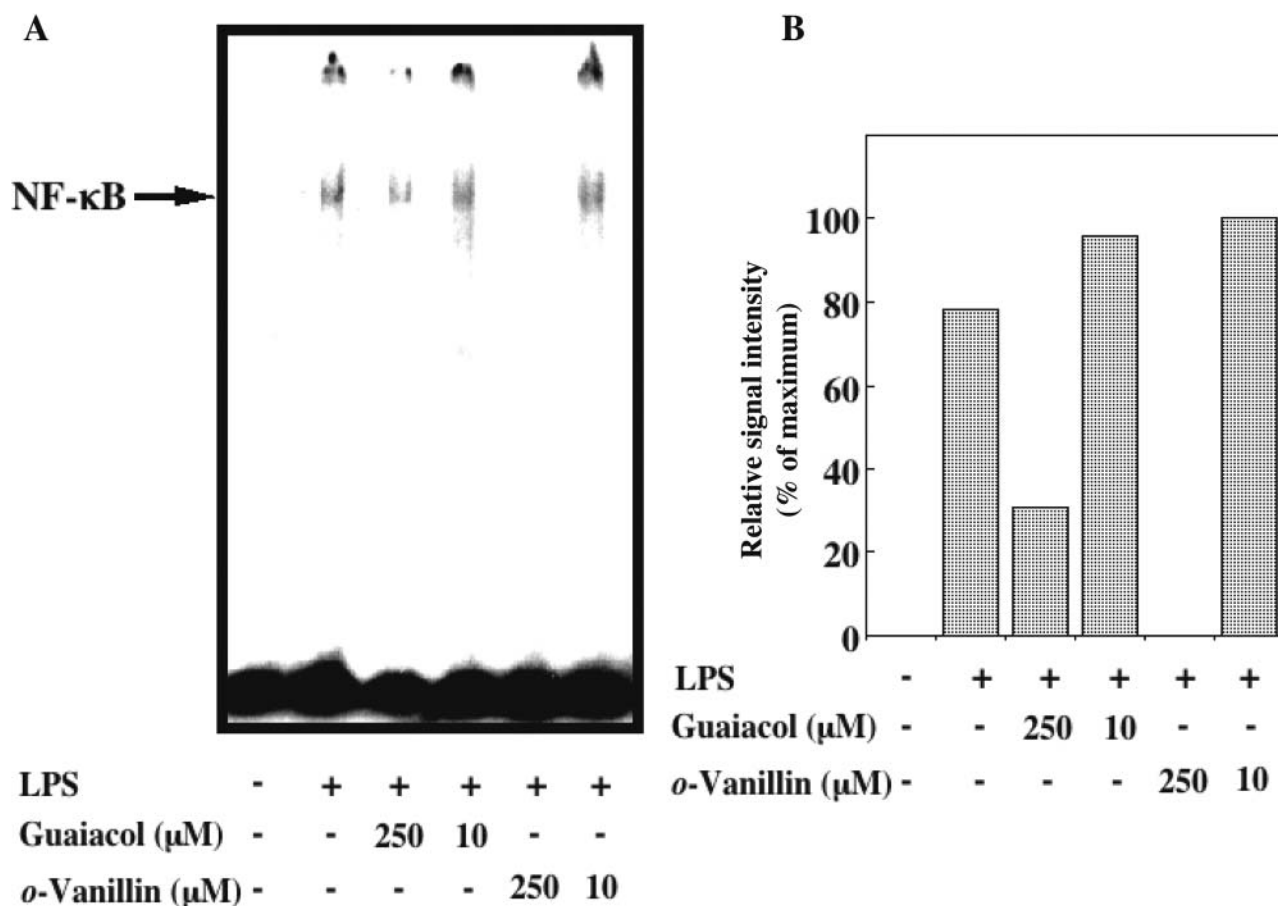 A
NF-κB
LPS - + + + + +
Guaiacol (μM) - - 250 10 - -
o-Vanillin (μM) - - - - 250 10
B
Relative signal intensity
(% of maximum)
100
80
60
40
20
0
LPS - + + + + +
Guaiacol (μM) - - 250 10 - -
o-Vanillin (μM) - - - - 250 10